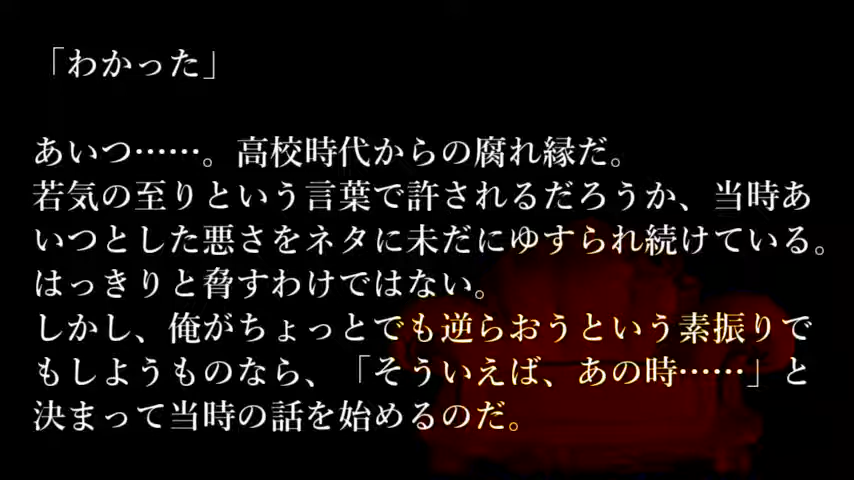 「わかった」
あいつ……。高校時代からの腐れ縁だ。
若気の至りという言葉で許されるだろうか、当時あ
いつとした悪さをネタに未だにゆすられ続けている。
はっきりと脅すわけではない。
しかし、俺がちょっとでも逆らおうという素振りで
もしようものなら、「そういえば、あの時……」と
決まって当時の話を始めるのだ。